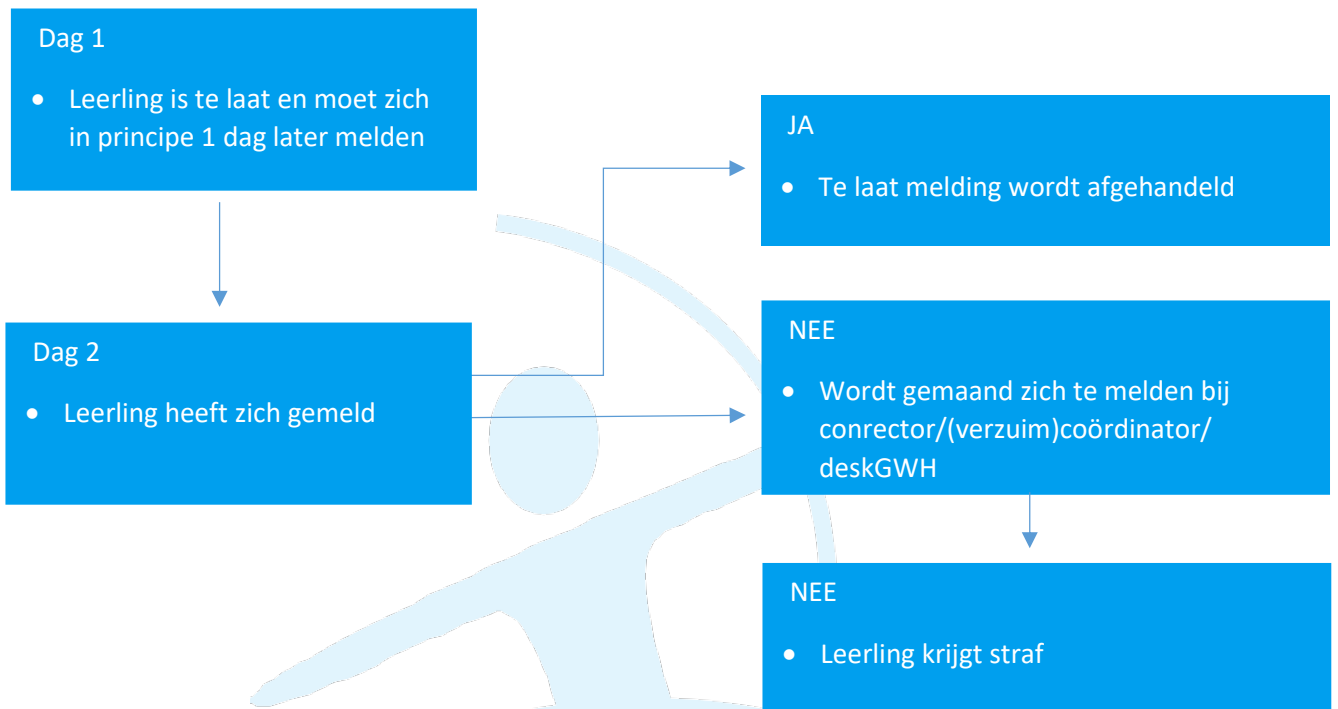 Dag 1
• Leerling is te laat en moet zich
in principe 1 dag later melden
Dag 2
• Leerling heeft zich gemeld
JA
• Te laat melding wordt afgehandeld
NEE
• Wordt gemaand zich te melden bij
conrector/(verzuim)coördinator/
deskGWH
NEE
• Leerling krijgt straf